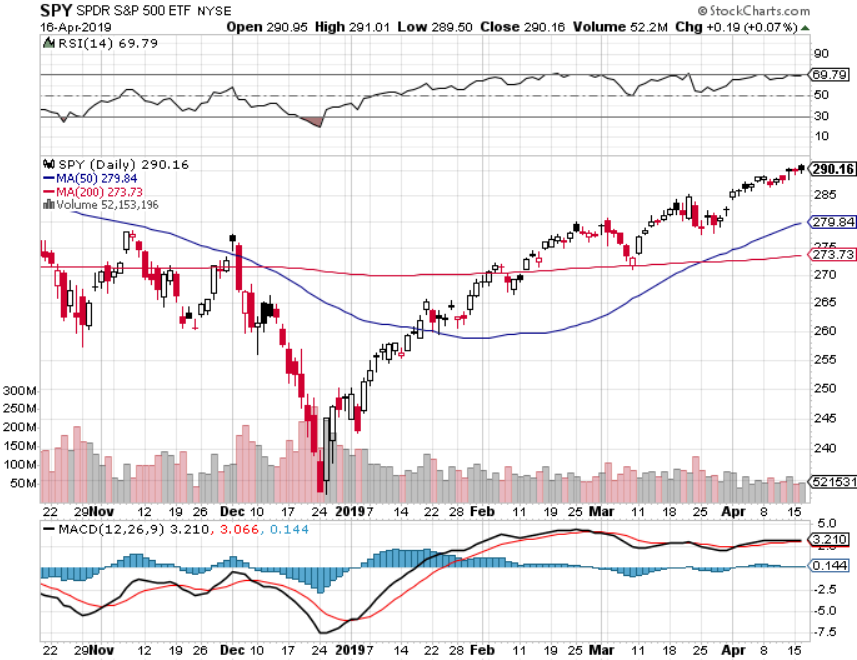 SPY SPDR S&P 500 ETF NYSE © StockCharts.com
16-Apr-2019 Open 290.95 High 291.01 Low 289.50 Close 290.16 Volume 52.2M Chg +0.19 (+0.07%)
RSI(14) 69.79
90
69.79
50
30
10
SPY (Daily) 290.16
MA(50) 279.84
MA(200) 273.73
Volume 52,153,196
290.16
285
279.84
275
273.73
270
265
260
255
250
245
240
300M
250M
200M
150M
100M
50M
521531
22 29 Nov 12 19 26 Dec 10 17 24 2019 7 14 22 28 Feb 11 19 25 Mar 11 18 25 Apr 8 15
MACD(12,26,9) 3.210, 3.066, 0.144
5.0
3.210
2.5
0.144
-2.5
-5.0
-7.5
22 29 Nov 12 19 26 Dec 10 17 24 2019 7 14 22 28 Feb 11 19 25 Mar 11 18 25 Apr 8 15